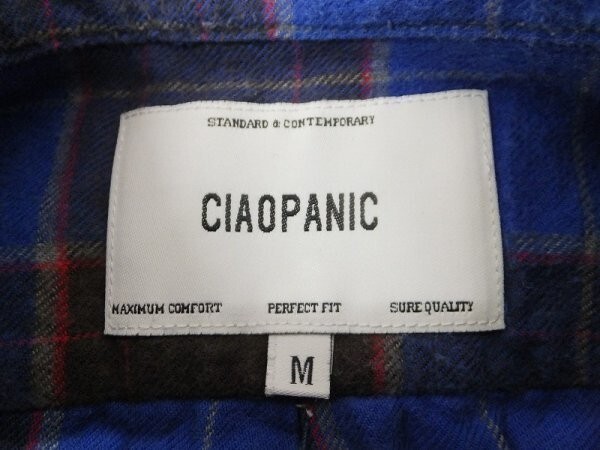 STANDARD & CONTEMPORARY
CIAOPANIC
MAXIMUM COMFORT PERFECT FIT SURE QUALITY
M